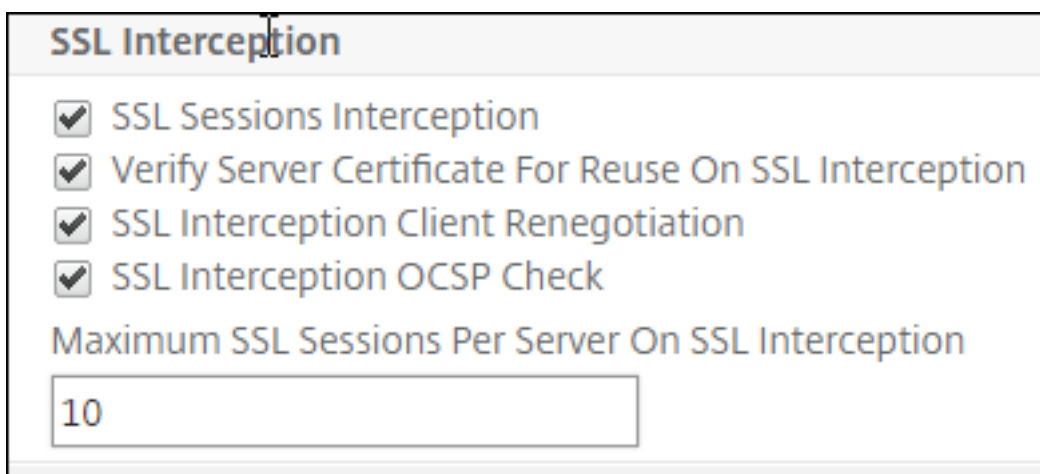 SSL Interception
SSL Sessions Interception
Verify Server Certificate For Reuse On SSL Interception
SSL Interception Client Renegotiation
SSL Interception OCSP Check
Maximum SSL Sessions Per Server On SSL Interception
10